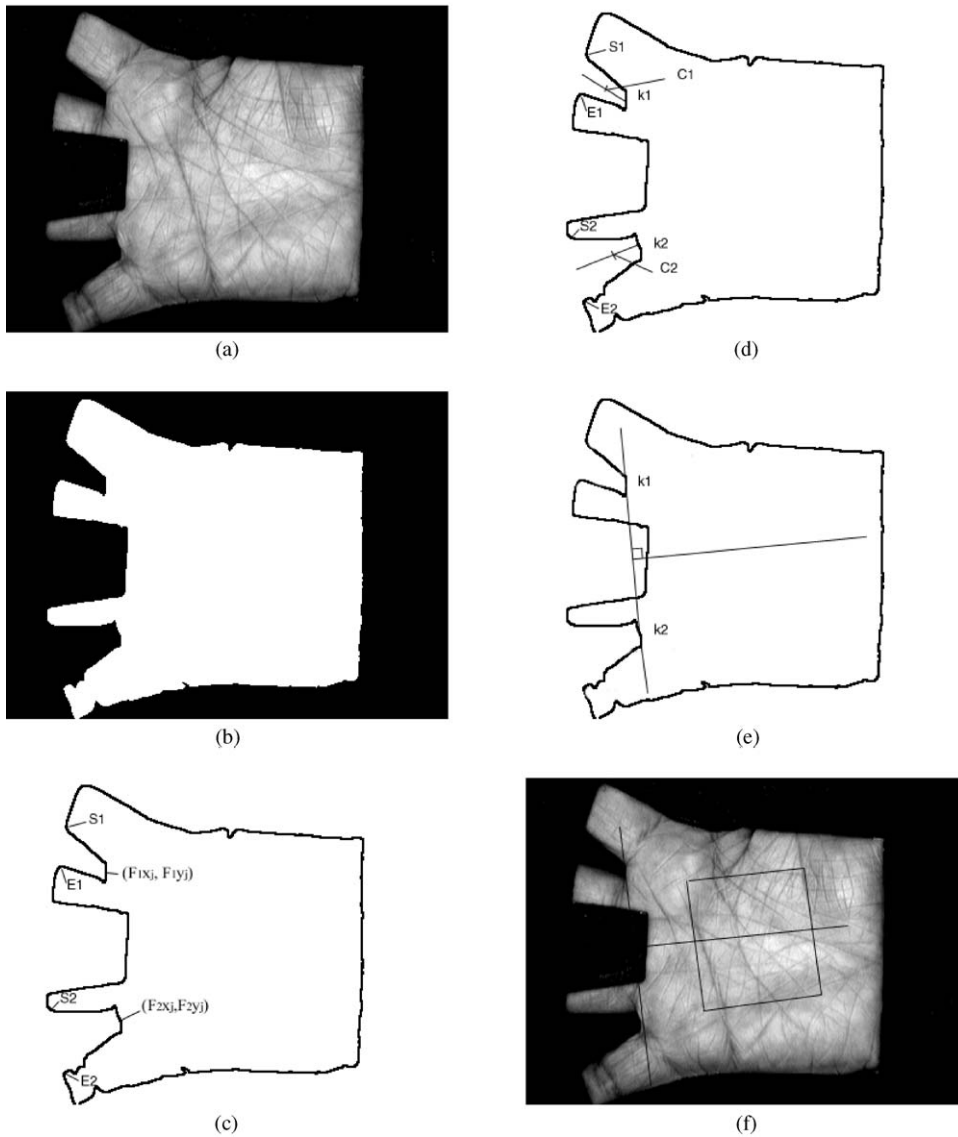 S1
C1
k1
E1
S2
k2
C2
E2
(a)
(d)
k1
k2
(b)
(e)
S1
(F1xj, F1yj)
E1
S2
(F2xj,F2yj)
E2
(c)
(f)